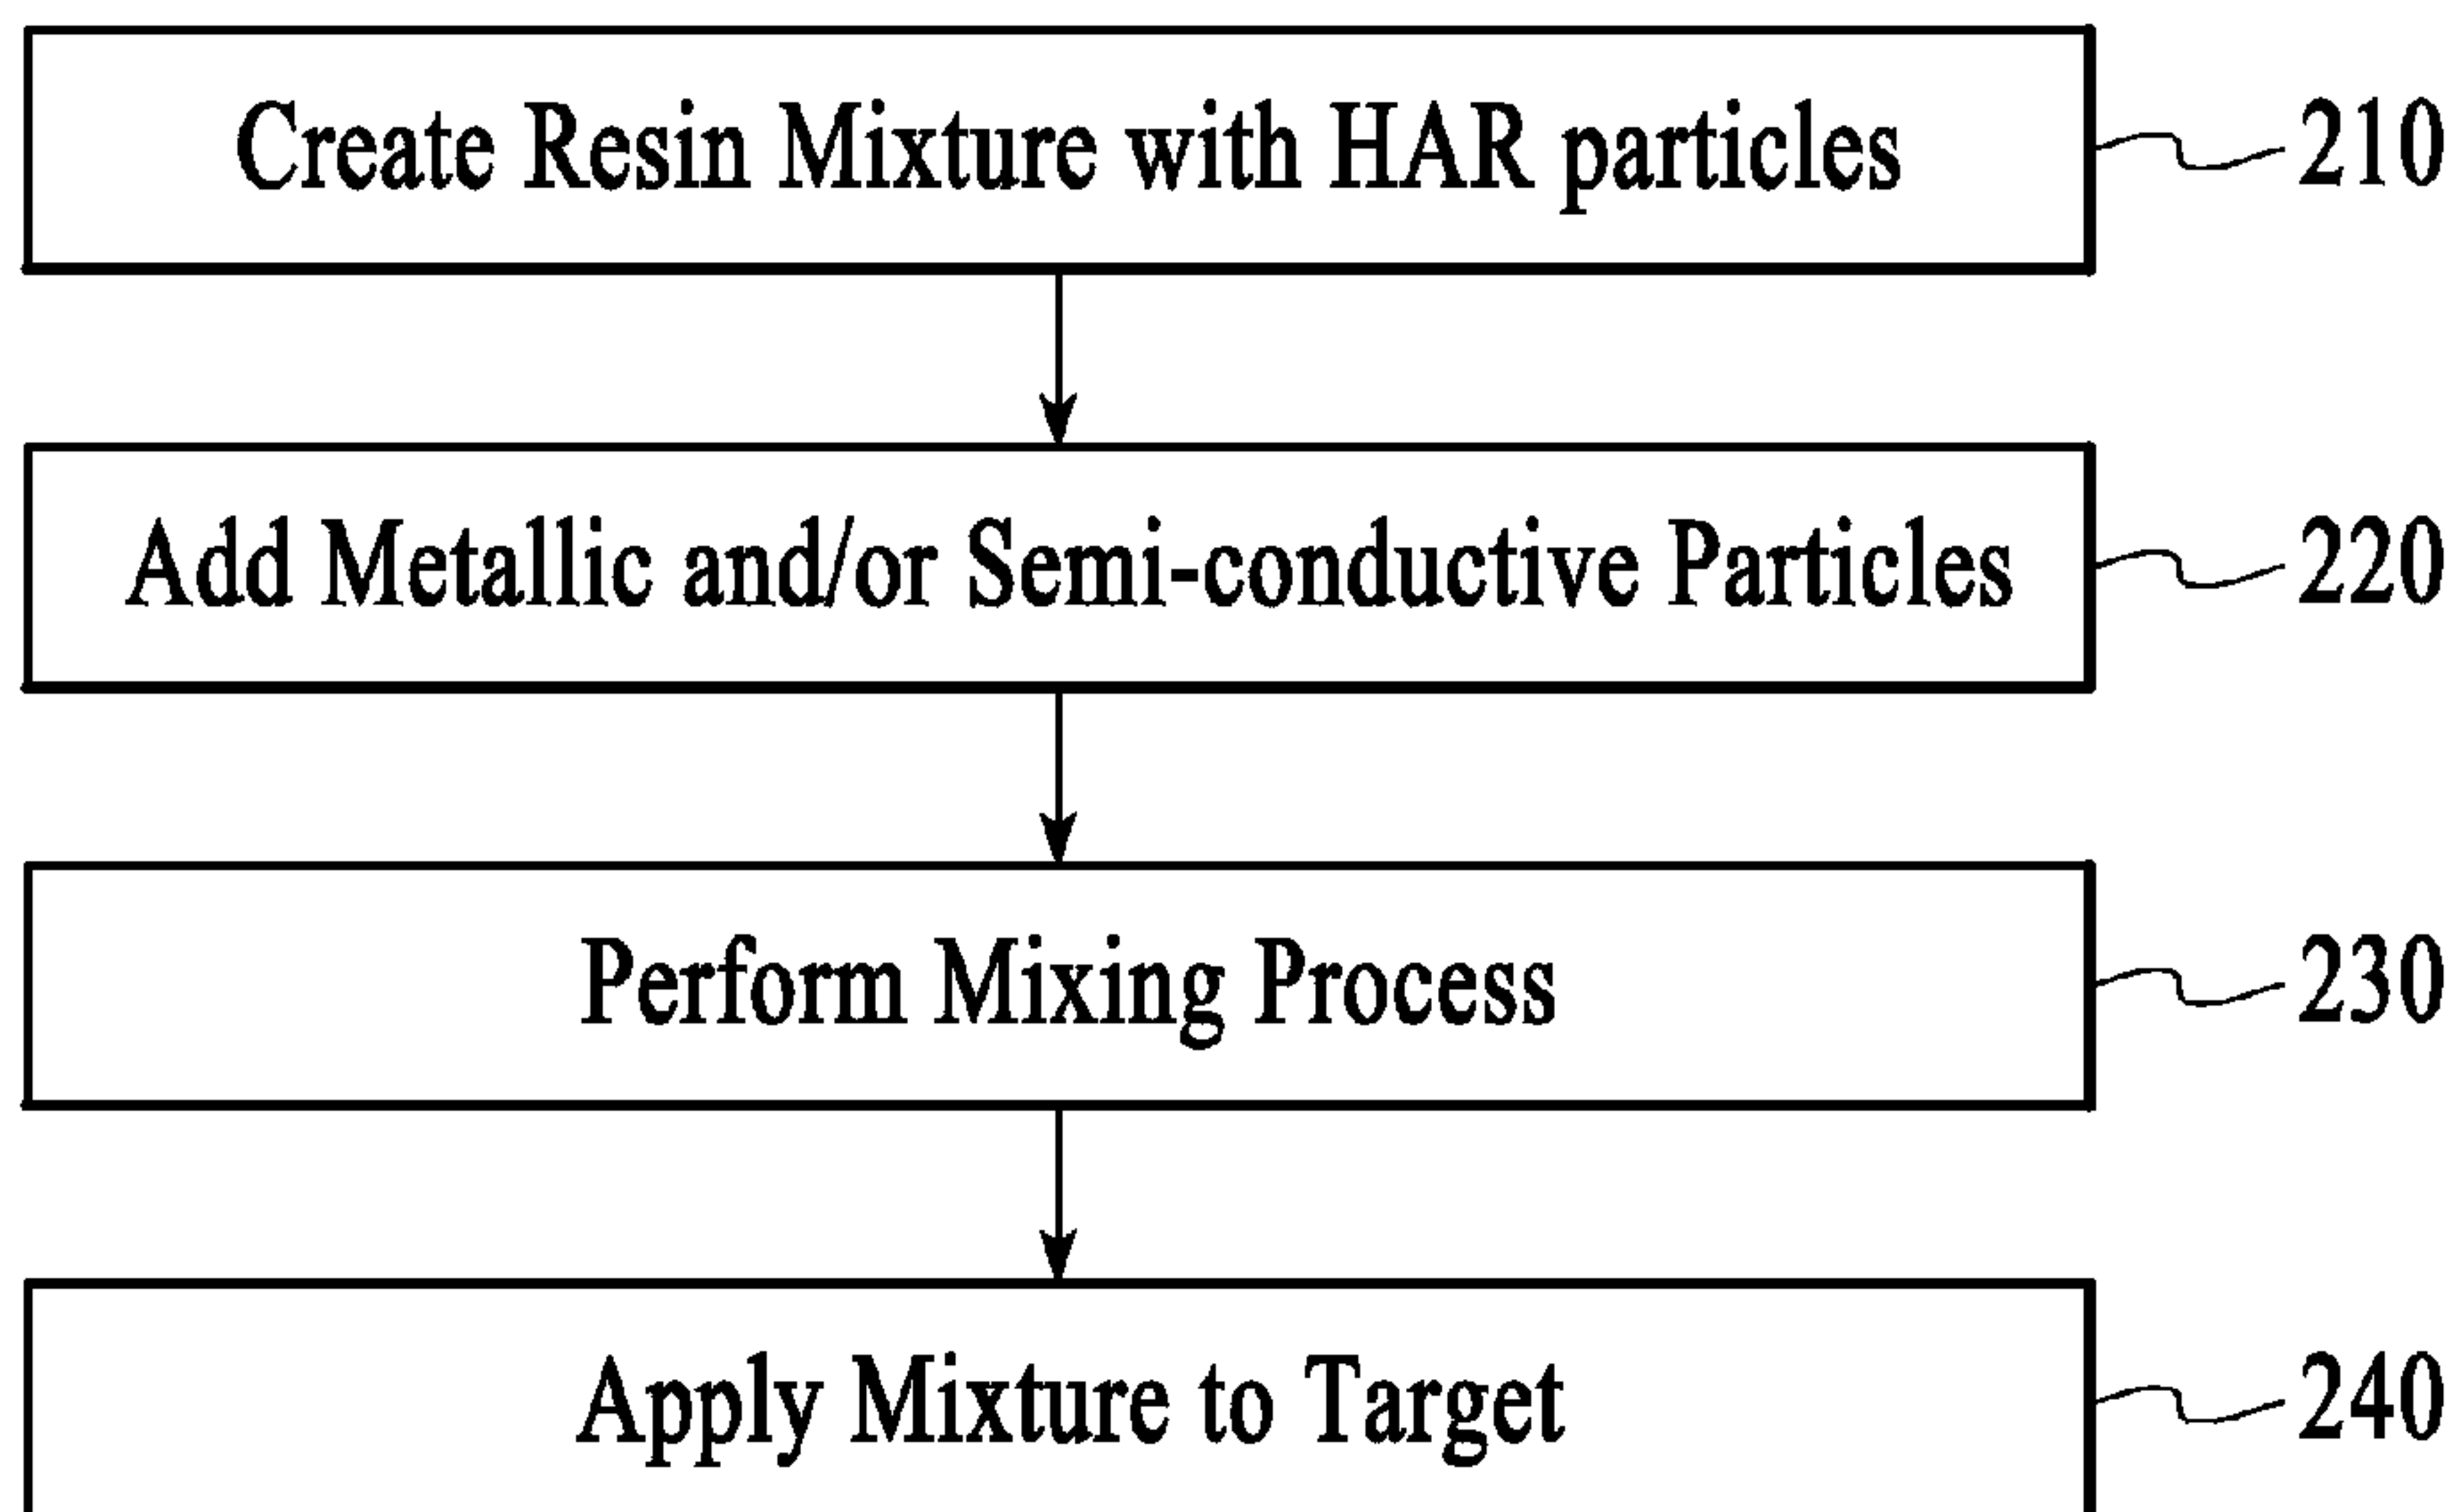 Create Resin Mixture with HAR particles 210
Add Metallic and/or Semi-conductive Particles 220
Perform Mixing Process 230
Apply Mixture to Target 240